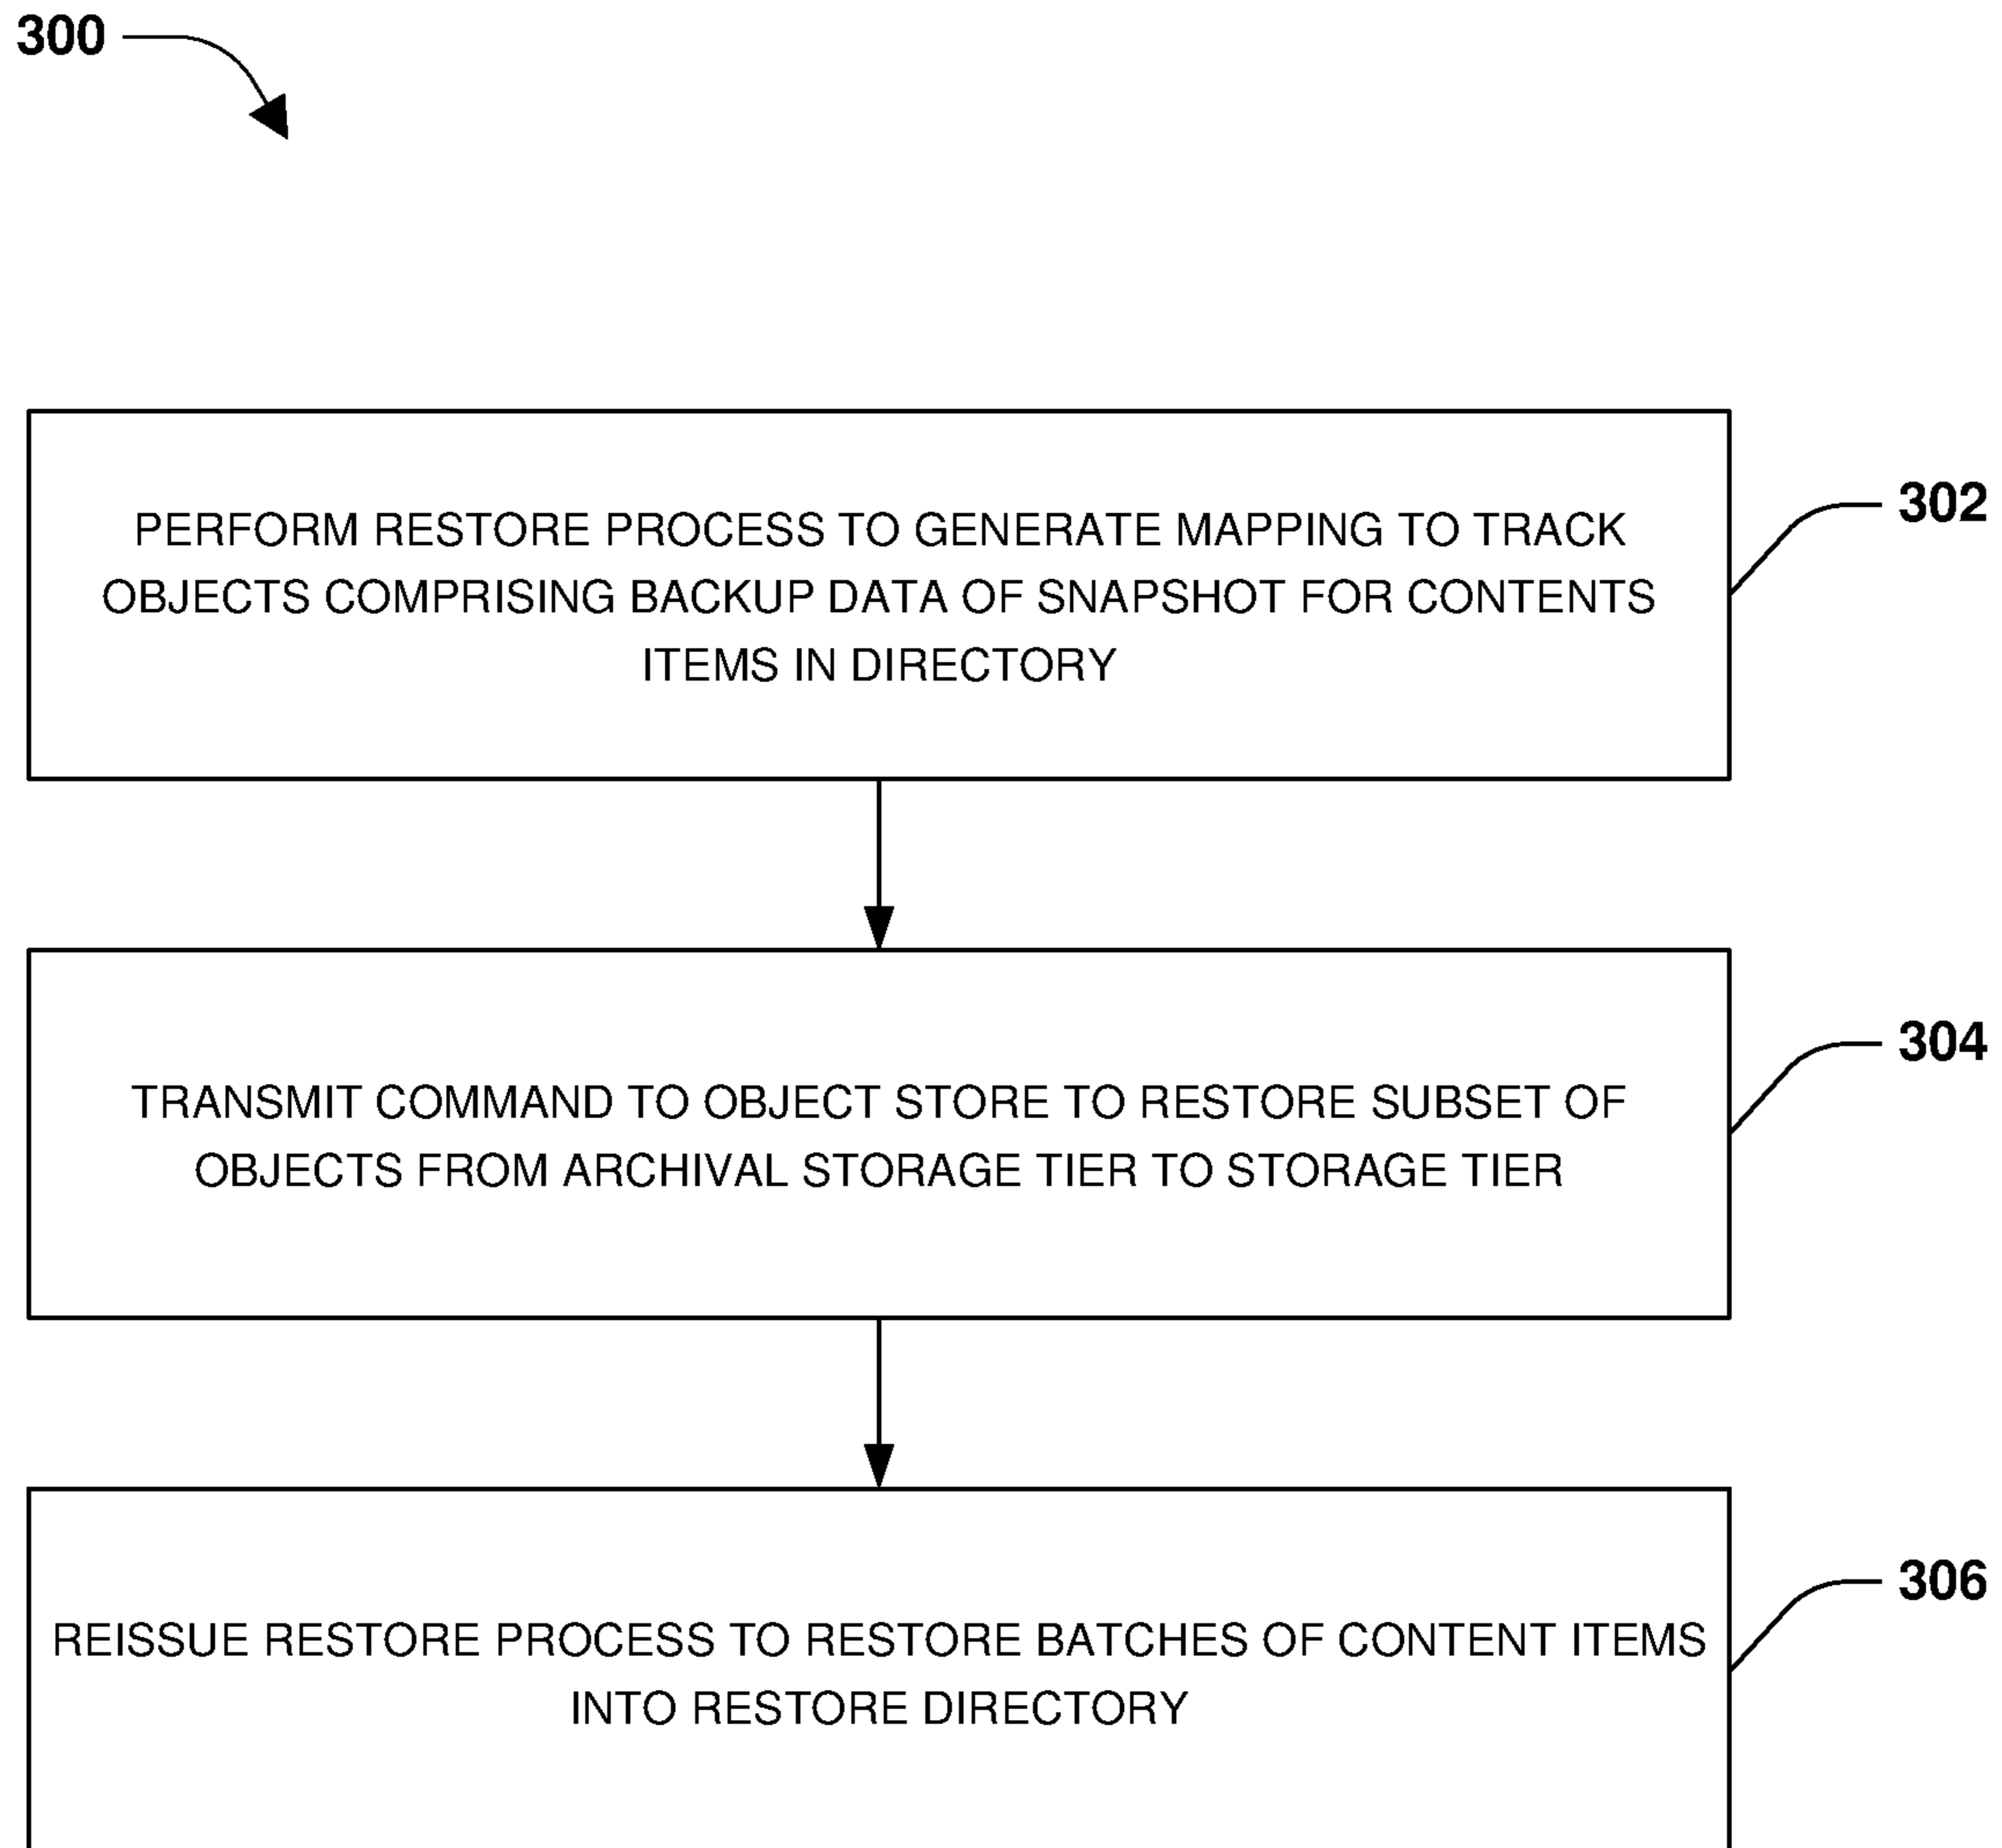 300
PERFORM RESTORE PROCESS TO GENERATE MAPPING TO TRACK
OBJECTS COMPRISING BACKUP DATA OF SNAPSHOT FOR CONTENTS
ITEMS IN DIRECTORY
302
TRANSMIT COMMAND TO OBJECT STORE TO RESTORE SUBSET OF
OBJECTS FROM ARCHIVAL STORAGE TIER TO STORAGE TIER
304
REISSUE RESTORE PROCESS TO RESTORE BATCHES OF CONTENT ITEMS
INTO RESTORE DIRECTORY
306